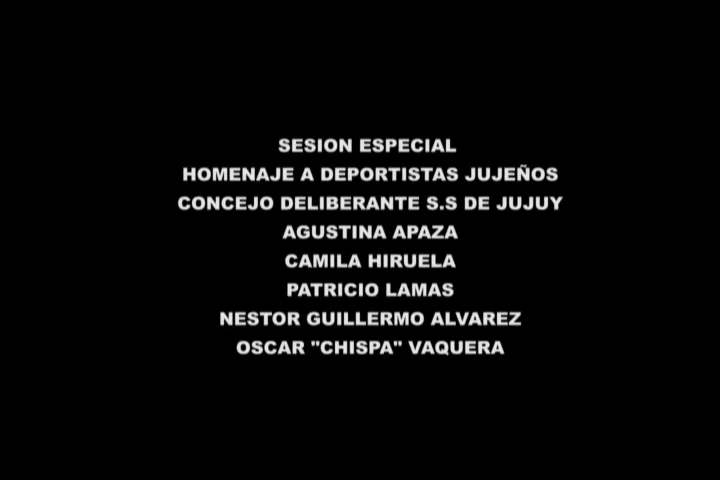 SESION ESPECIAL
HOMENAJE A DEPORTISTAS JUJEÑOS
CONCEJO DELIBERANTE S.S DE JUJUY
AGUSTINA APAZA
CAMILA HIRUELA
PATRICIO LAMAS
NESTOR GUILLERMO ALVAREZ
OSCAR "CHISPA" VAQUERA